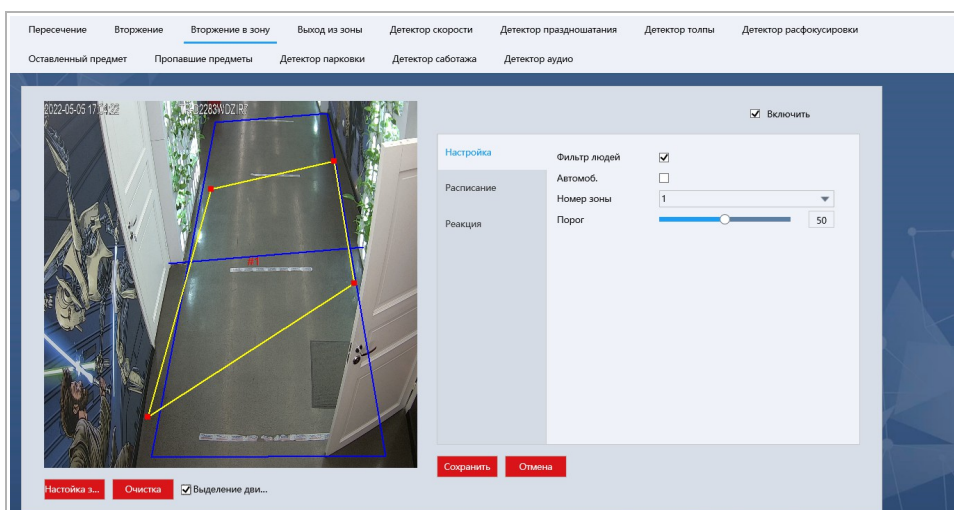 Пересечение Вторжение Вторжение в зону Выход из зоны Детектор скорости Детектор праздношатания Детектор толпы Детектор расфокусировки
Оставленный предмет Пропавшие предметы Детектор парковки Детектор саботажа Детектор аудио
2022-05-05
Включить
Настройка
Расписание
Реакция
Фильтр людей
Автомоб.
Номер зоны 1
Порог 50
#1
Сохранить Отмена
Настойка з... Очистка Выделение дви...